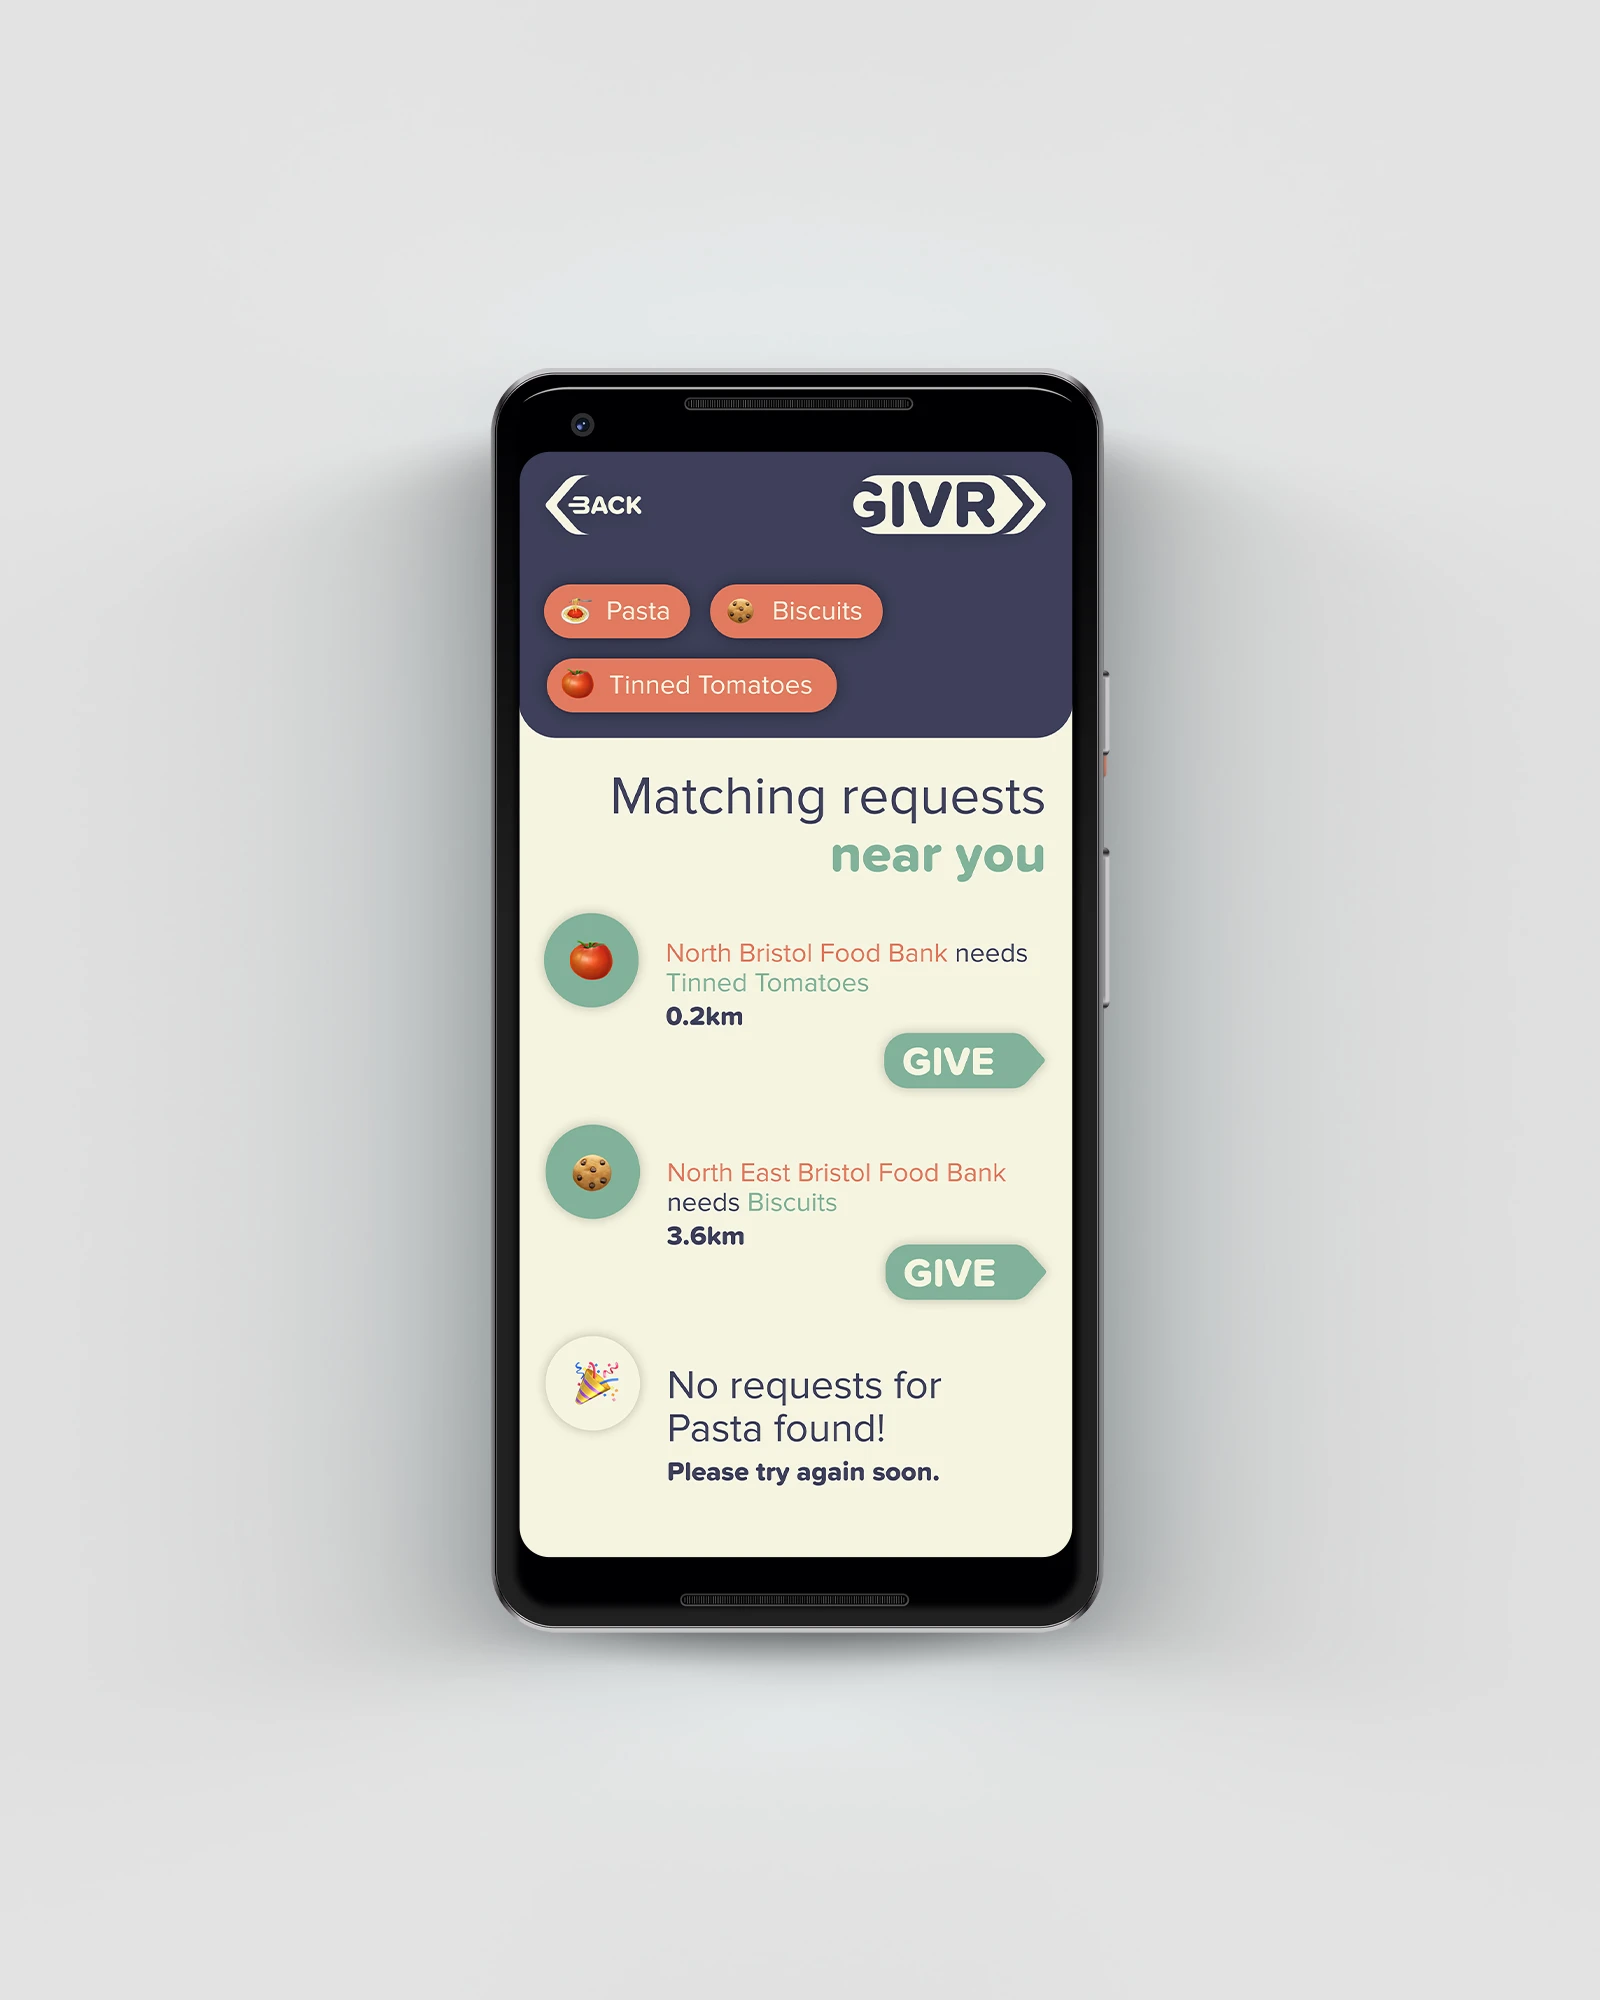 BACK
GIVR
Pasta
Biscuits
Tinned Tomatoes
Matching requests
near you
North Bristol Food Bank needs
Tinned Tomatoes
0.2km
GIVE
North East Bristol Food Bank
needs Biscuits
3.6km
GIVE
No requests for
Pasta found!
Please try again soon.